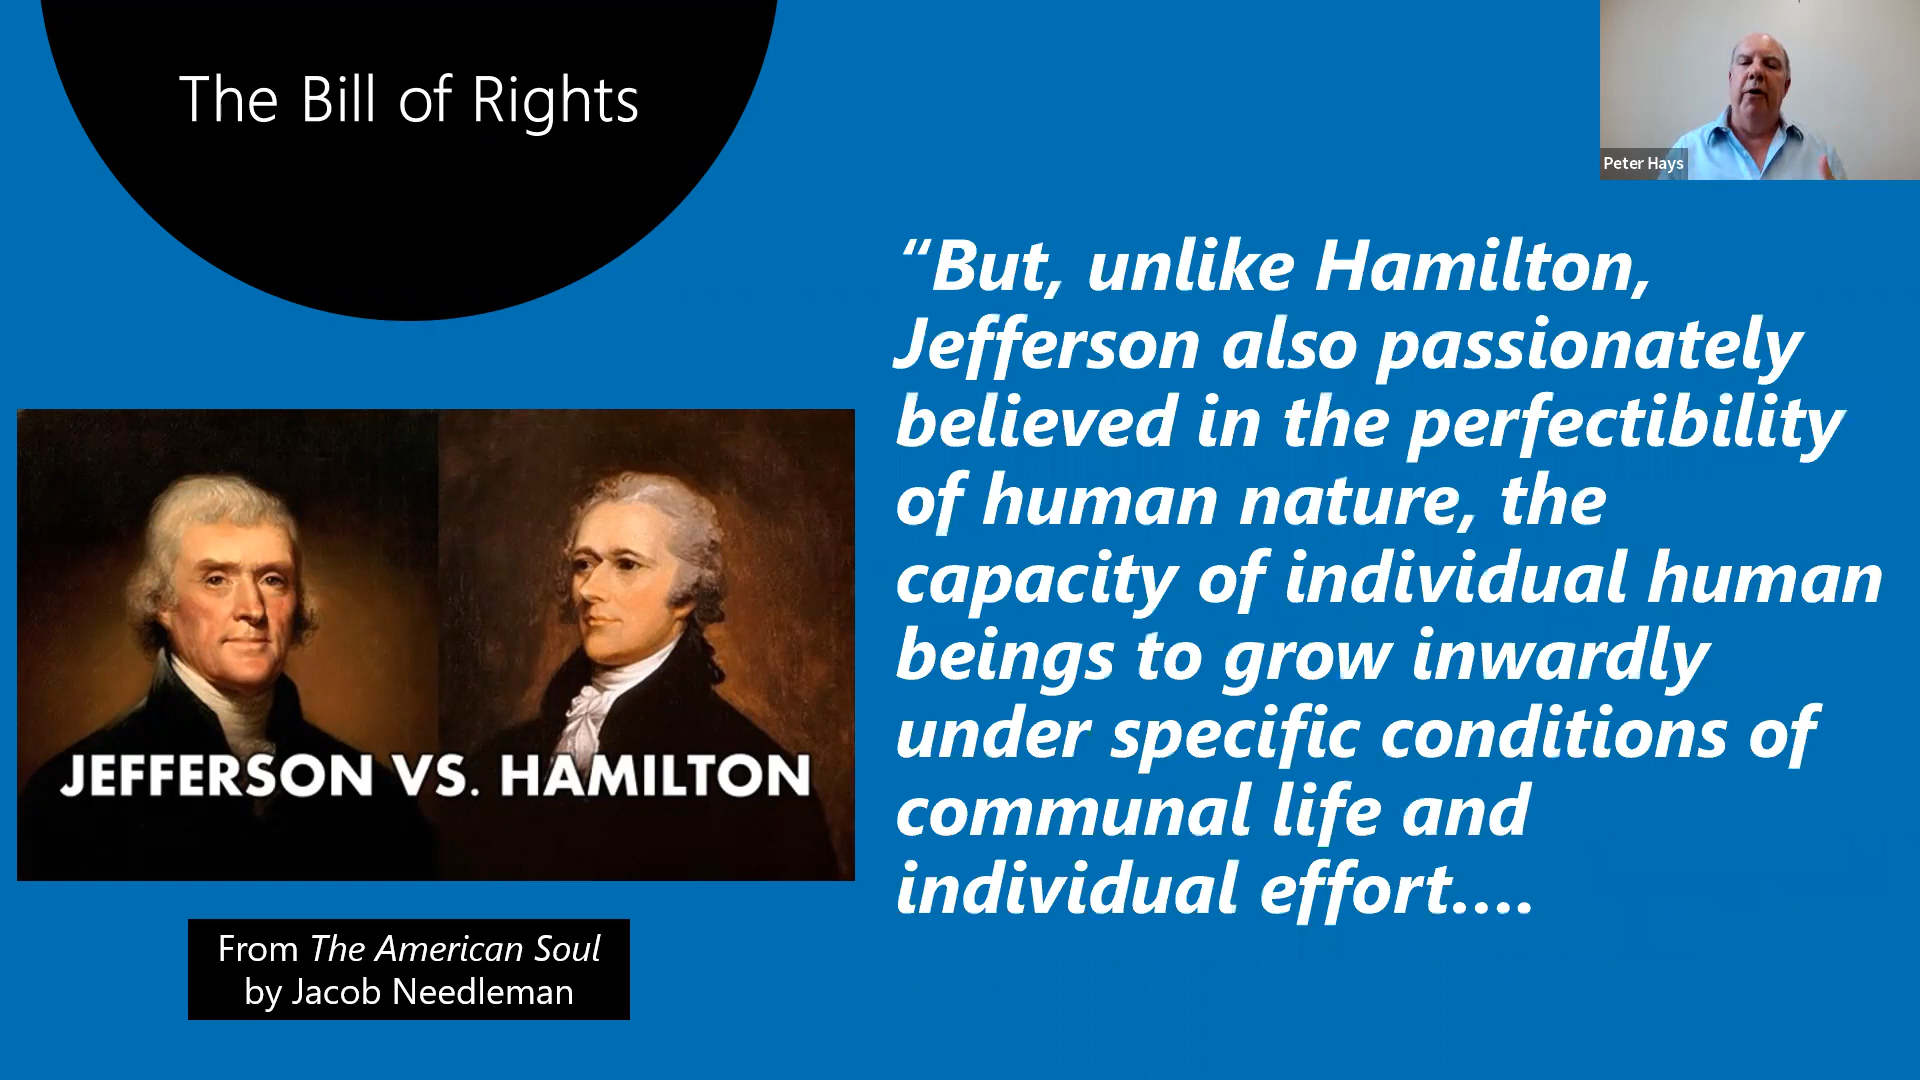 The Bill of Rights
Peter Hays
“But, unlike Hamilton,
Jefferson also passionately
believed in the perfectibility
of human nature, the
capacity of individual human
beings to grow inwardly
under specific conditions of
communal life and
individual effort....
JEFFERSON VS. HAMILTON
From The American Soul
by Jacob Needleman